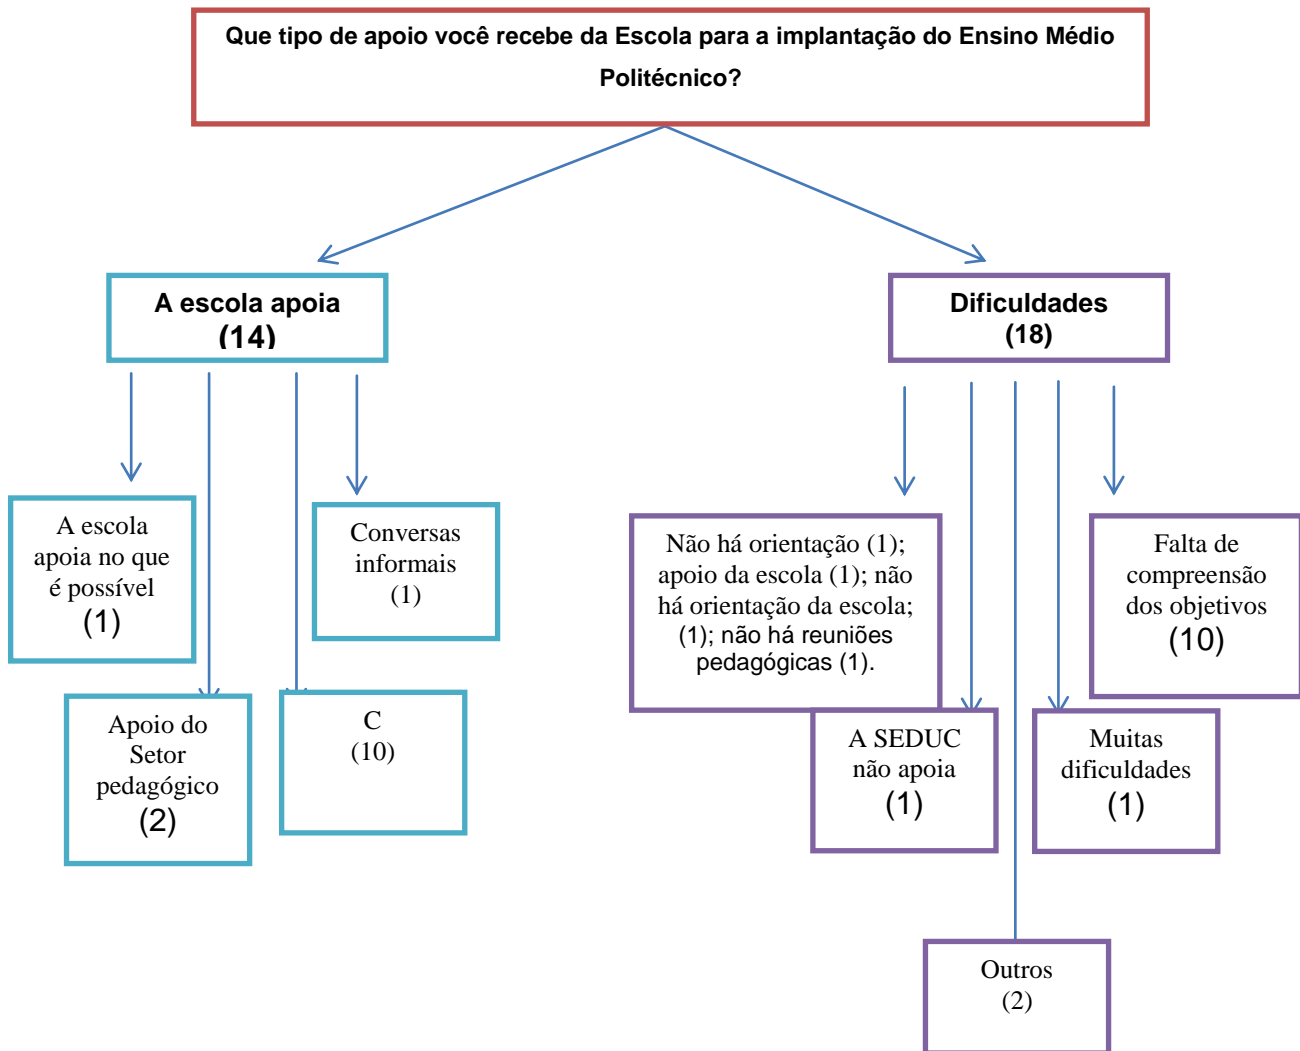 Que tipo de apoio você recebe da Escola para a implantação do Ensino Médio
Politécnico?
A escola apoia
(14)
Dificuldades
(18)
A escola
apoia no que
é possível
(1)
Conversas
informais
(1)
Não há orientação (1);
apoio da escola (1); não
há orientação da escola;
(1); não há reuniões
pedagógicas (1).
Falta de
compreensão
dos objetivos
(10)
Apoio do
Setor
pedagógico
(2)
C
(10)
A SEDUC
não apoia
(1)
Muitas
dificuldades
(1)
Outros
(2)